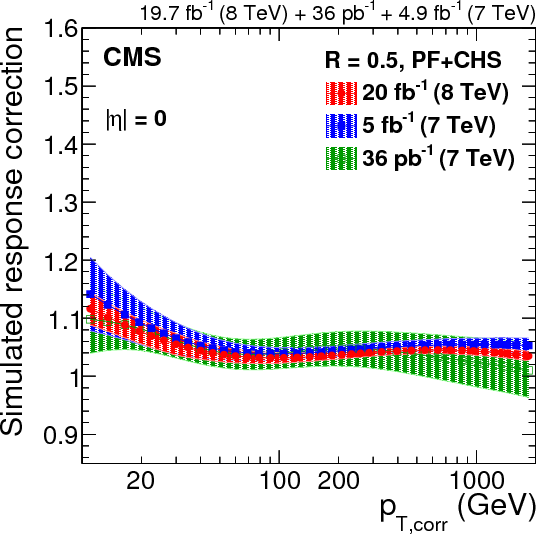 19.7 fb⁻¹ (8 TeV) + 36 pb⁻¹ + 4.9 fb⁻¹ (7 TeV)
CMS
R = 0.5, PF+CHS
20 fb⁻¹ (8 TeV)
|η| = 0
5 fb⁻¹ (7 TeV)
36 pb⁻¹ (7 TeV)
Simulated response correction
1.6
1.5
1.4
1.3
1.2
1.1
1
0.9
20 100 200 1000
p_T,corr (GeV)